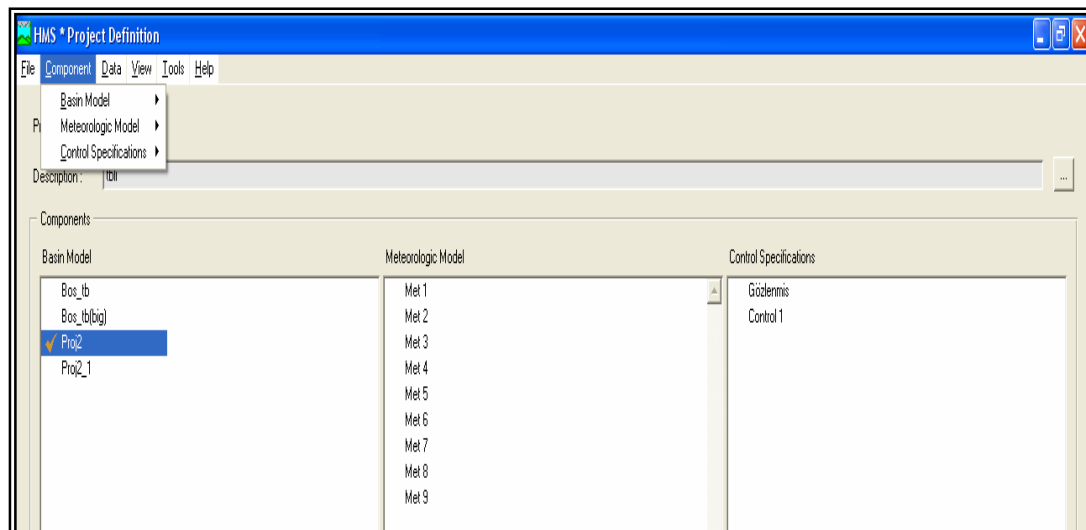 HMS * Project Definition
File Component Data View Tools Help
Basin Model
Meteorologic Model
Control Specifications
Description :
...
Components
Basin Model Meteorologic Model Control Specifications
Bos_tb Met 1 Gözlenmis
Bos_tb(big) Met 2 Control 1
Proj2 Met 3
Proj2_1 Met 4
Met 5
Met 6
Met 7
Met 8
Met 9